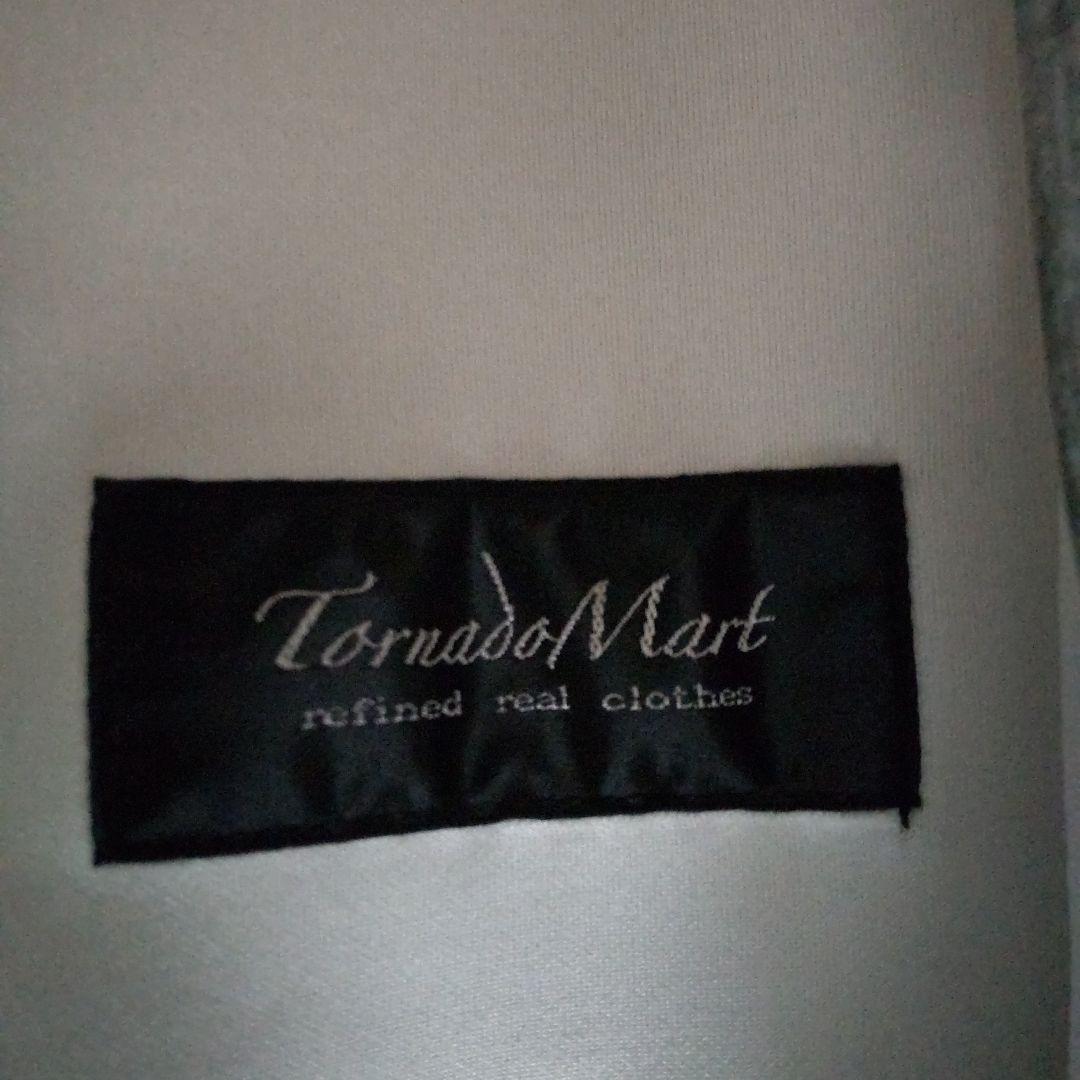 TornadoMart
refined real clothes